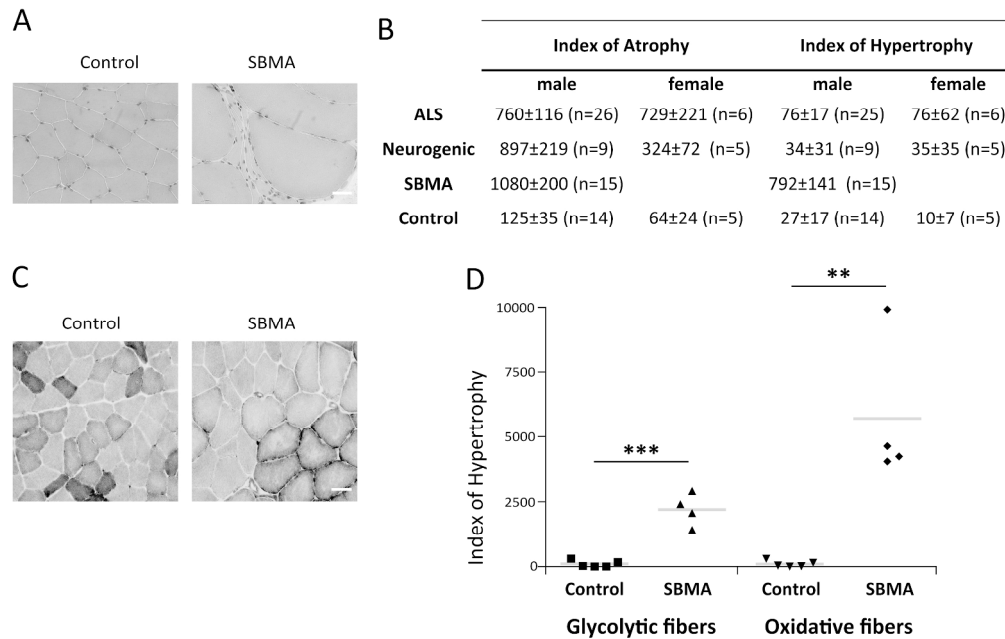 A
Control SBMA
B
Index of Atrophy Index of Hypertrophy
male female male female
ALS 760±116 (n=26) 729±221 (n=6) 76±17 (n=25) 76±62 (n=6)
Neurogenic 897±219 (n=9) 324±72 (n=5) 34±31 (n=9) 35±35 (n=5)
SBMA 1080±200 (n=15) 792±141 (n=15)
Control 125±35 (n=14) 64±24 (n=5) 27±17 (n=14) 10±7 (n=5)
C
Control SBMA
D
Index of Hypertrophy
10000
7500
5000
2500
0
***
**
Control SBMA Control SBMA
Glycolytic fibers Oxidative fibers